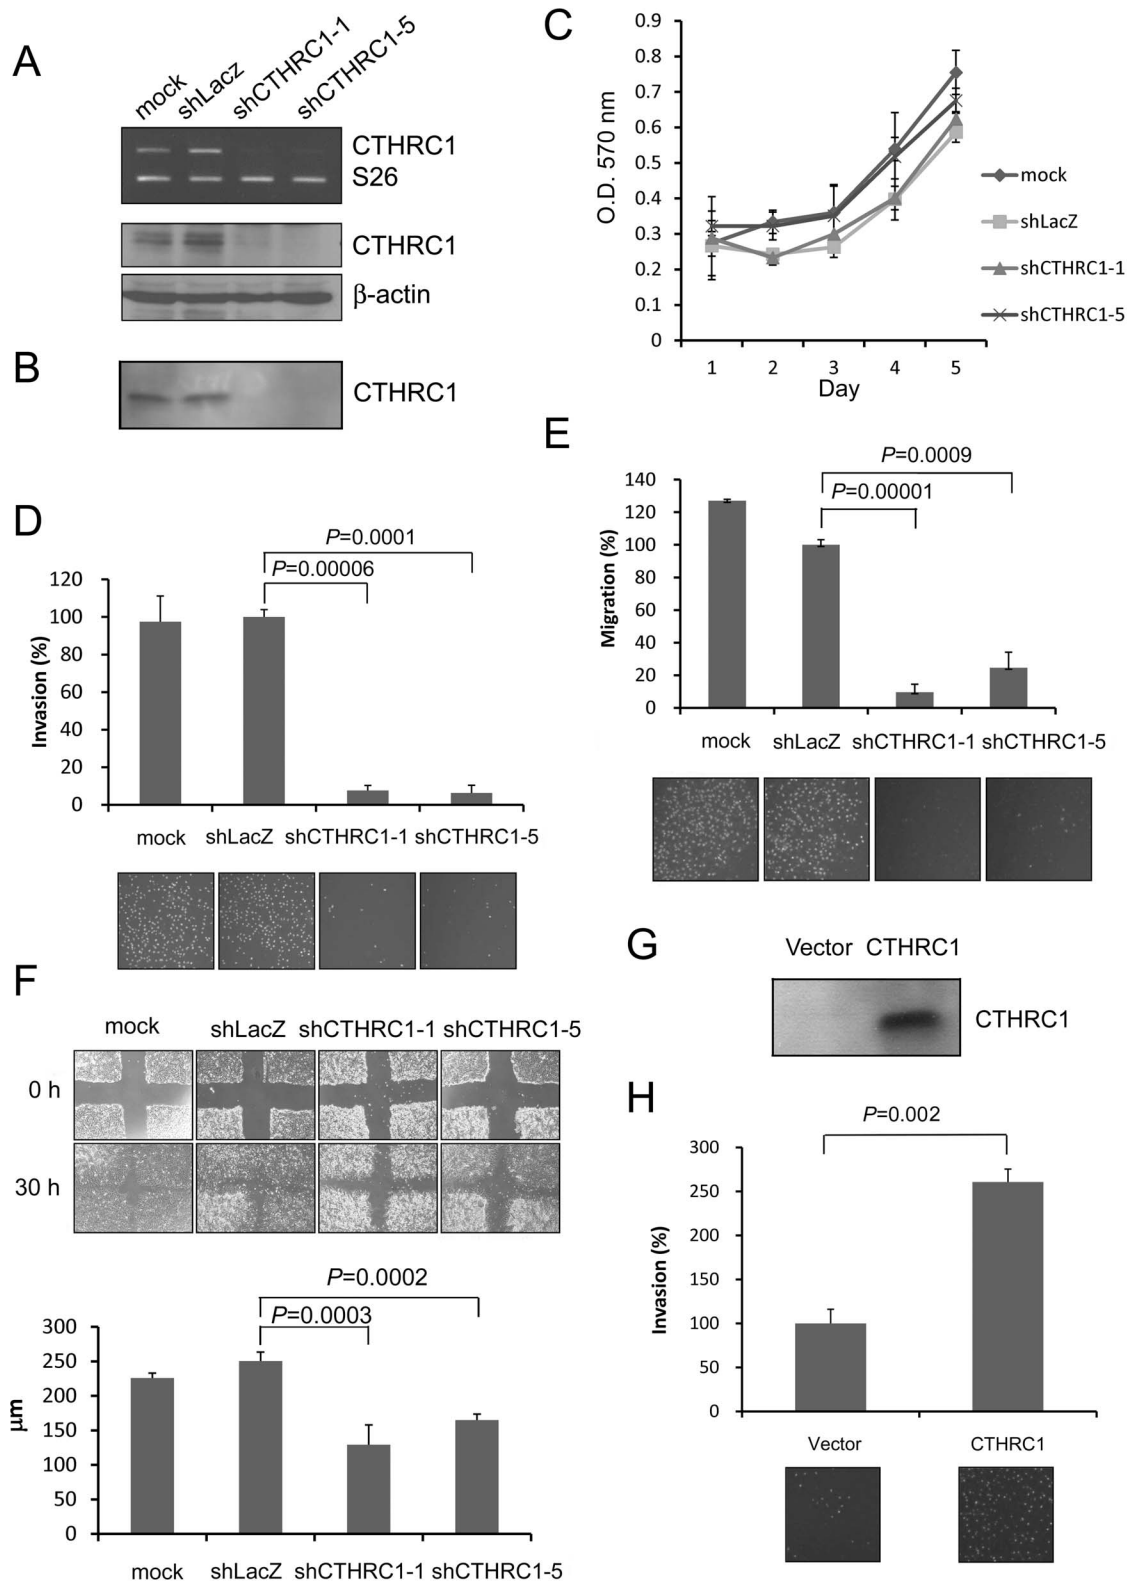 A
mock
shLacz
shCTHRC1-1
shCTHRC1-5
CTHRC1
S26
CTHRC1
β-actin
B
CTHRC1
C
0.9
0.8
0.7
0.6
0.5
0.4
0.3
0.2
0.1
0
O.D. 570 nm
1 2 3 4 5
Day
mock
shLacZ
shCTHRC1-1
shCTHRC1-5
D
P=0.0001
P=0.00006
120
100
80
60
40
20
0
Invasion (%)
mock shLacZ shCTHRC1-1 shCTHRC1-5
E
P=0.0009
P=0.00001
140
120
100
80
60
40
20
0
Migration (%)
mock shLacZ shCTHRC1-1 shCTHRC1-5
F
mock shLacZ shCTHRC1-1 shCTHRC1-5
0 h
30 h
P=0.0002
P=0.0003
300
250
200
150
100
50
0
µm
mock shLacZ shCTHRC1-1 shCTHRC1-5
G
Vector CTHRC1
CTHRC1
H
P=0.002
300
250
200
150
100
50
0
Invasion (%)
Vector CTHRC1